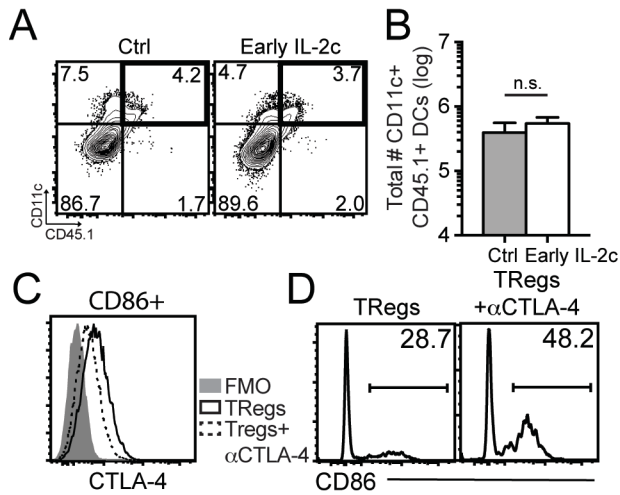 A
Ctrl
Early IL-2c
7.5
4.2
4.7
3.7
86.7
1.7
89.6
2.0
CD11c
CD45.1
B
Total # CD11c+
CD45.1+ DCs (log)
7
6
5
4
n.s.
Ctrl
Early IL-2c
C
CD86+
CTLA-4
FMO
TRegs
Tregs+
αCTLA-4
D
TRegs
TRegs
+αCTLA-4
28.7
48.2
CD86